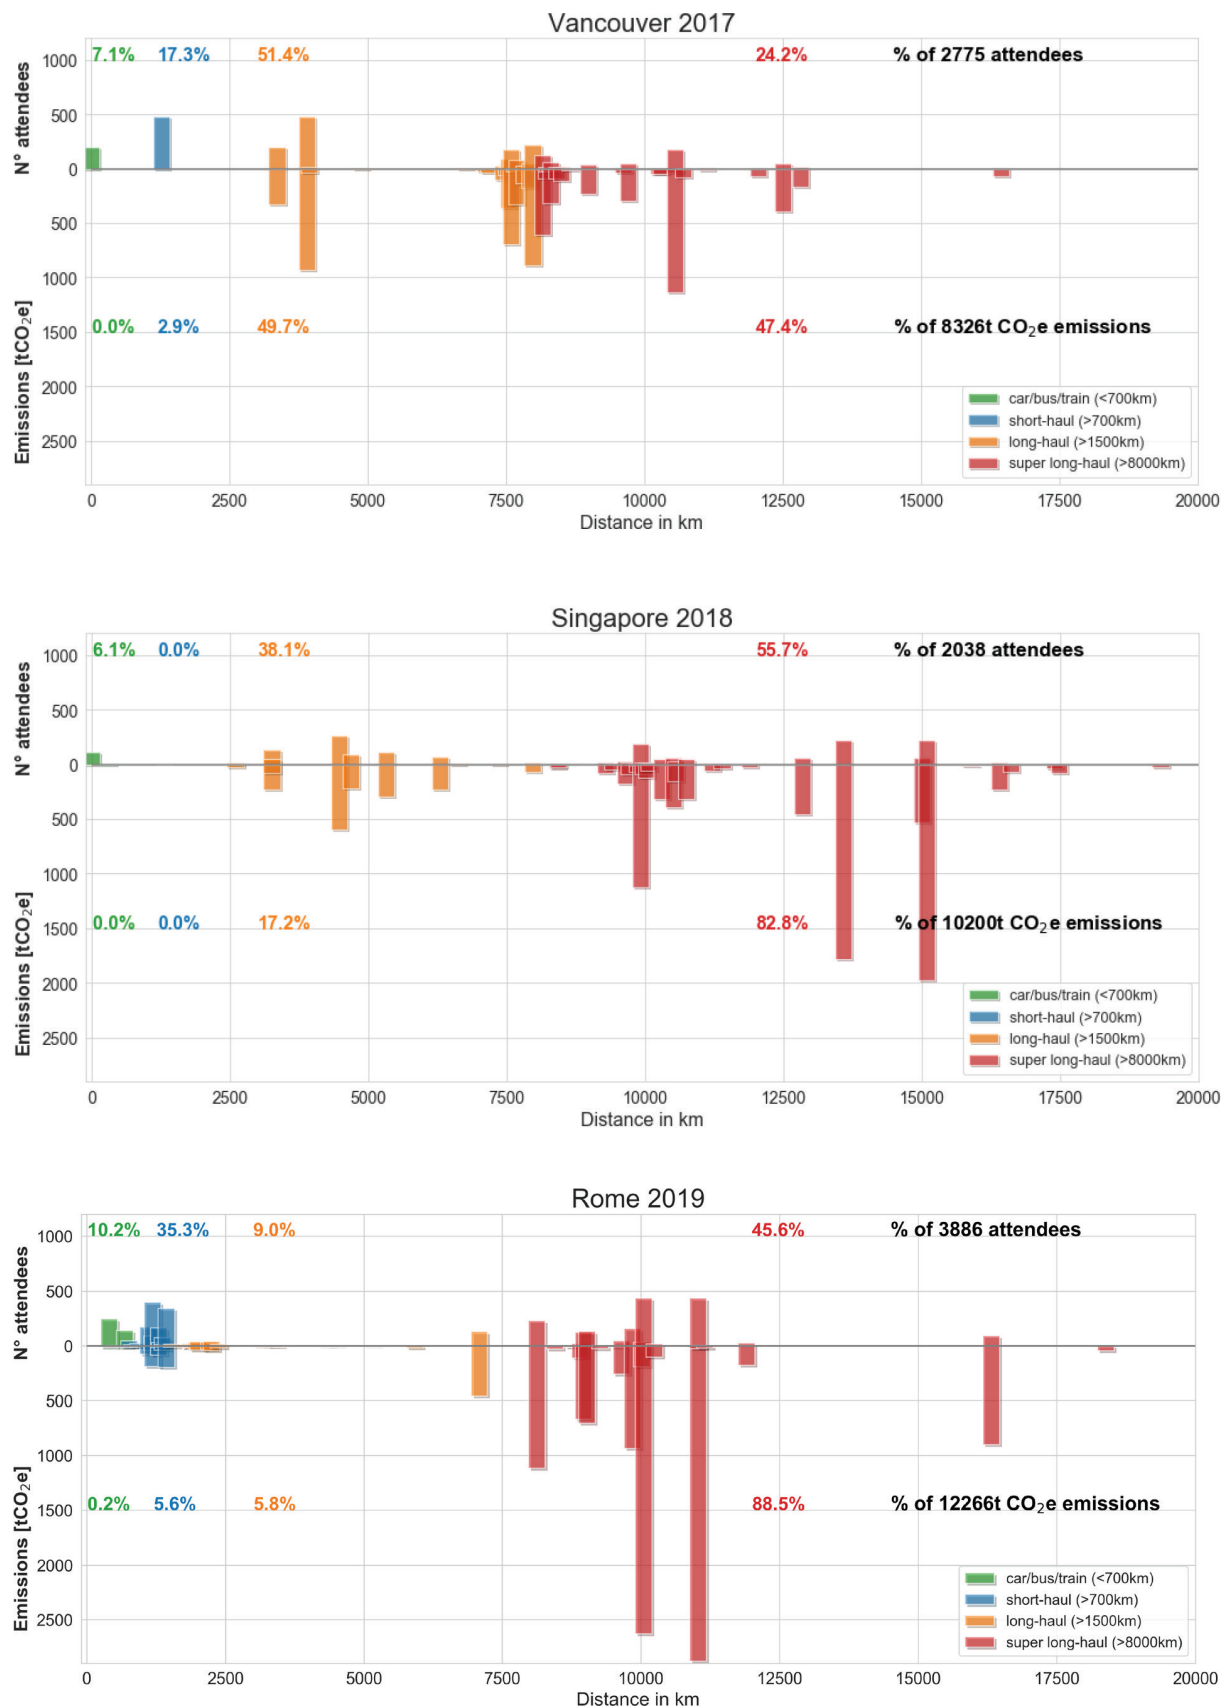 Vancouver 2017
7.1% 17.3% 51.4% 24.2% % of 2775 attendees
N° attendees
1000
500
0
500
1000
1500
2000
2500
0.0% 2.9% 49.7% 47.4% % of 8326t CO₂e emissions
Emissions [tCO₂e]
car/bus/train (<700km)
short-haul (>700km)
long-haul (>1500km)
super long-haul (>8000km)
0 2500 5000 7500 10000 12500 15000 17500 20000
Distance in km
Singapore 2018
6.1% 0.0% 38.1% 55.7% % of 2038 attendees
N° attendees
1000
500
0
500
1000
1500
2000
2500
0.0% 0.0% 17.2% 82.8% % of 10200t CO₂e emissions
Emissions [tCO₂e]
car/bus/train (<700km)
short-haul (>700km)
long-haul (>1500km)
super long-haul (>8000km)
0 2500 5000 7500 10000 12500 15000 17500 20000
Distance in km
Rome 2019
10.2% 35.3% 9.0% 45.6% % of 3886 attendees
N° attendees
1000
500
0
500
1000
1500
2000
2500
0.2% 5.6% 5.8% 88.5% % of 12266t CO₂e emissions
Emissions [tCO₂e]
car/bus/train (<700km)
short-haul (>700km)
long-haul (>1500km)
super long-haul (>8000km)
0 2500 5000 7500 10000 12500 15000 17500 20000
Distance in km